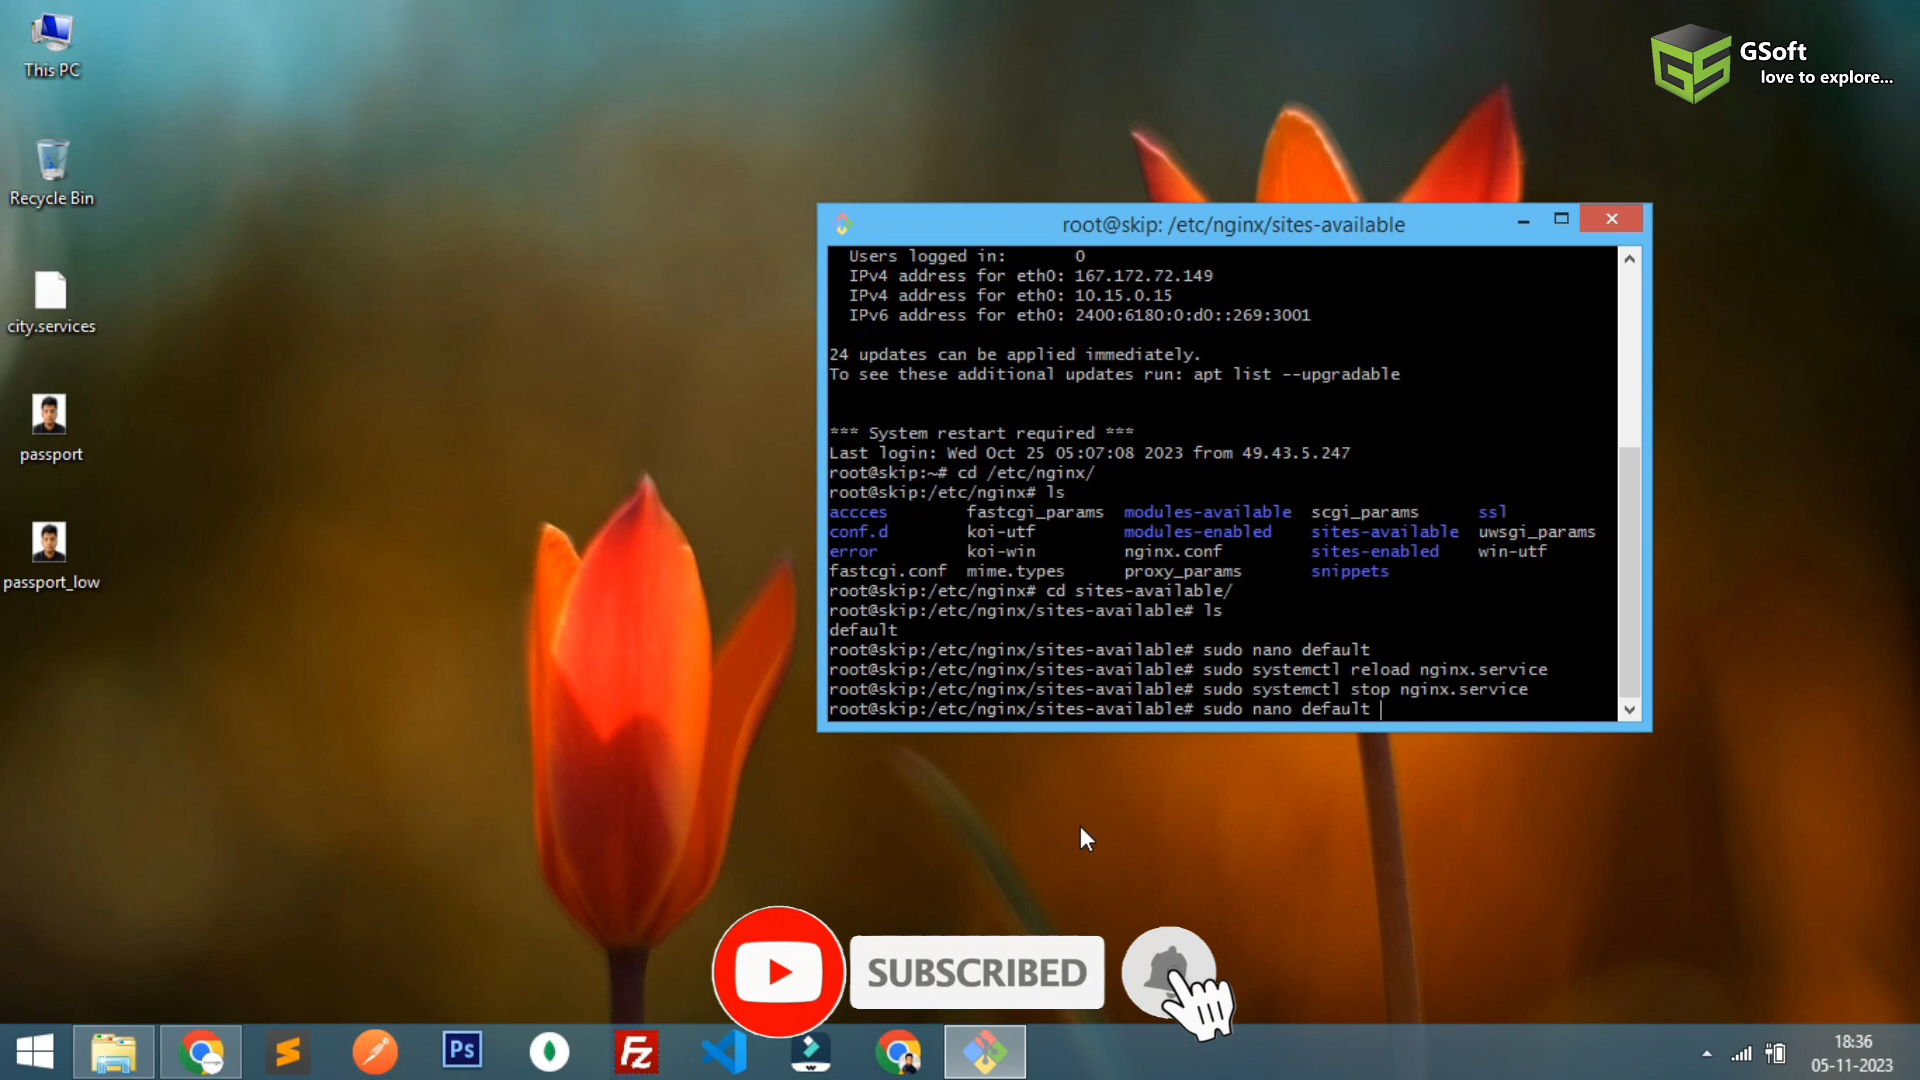 This PC
Recycle Bin
city.services
passport
passport_low
GSoft
love to explore...
root@skip: /etc/nginx/sites-available
Users logged in: 0
IPv4 address for eth0: 167.172.72.149
IPv4 address for eth0: 10.15.0.15
IPv6 address for eth0: 2400:6180:0:d0::269:3001
24 updates can be applied immediately.
To see these additional updates run: apt list --upgradable
*** System restart required ***
Last login: Wed Oct 25 05:07:08 2023 from 49.43.5.247
root@skip:~# cd /etc/nginx/
root@skip:/etc/nginx# ls
accces fastcgi_params modules-available scgi_params ssl
conf.d koi-utf modules-enabled sites-available uwsgi_params
error koi-win nginx.conf sites-enabled win-utf
fastcgi.conf mime.types proxy_params snippets
root@skip:/etc/nginx# cd sites-available/
root@skip:/etc/nginx/sites-available# ls
default
root@skip:/etc/nginx/sites-available# sudo nano default
root@skip:/etc/nginx/sites-available# sudo systemctl reload nginx.service
root@skip:/etc/nginx/sites-available# sudo systemctl stop nginx.service
root@skip:/etc/nginx/sites-available# sudo nano default
SUBSCRIBED
Ps
Fz
18:36
05-11-2023